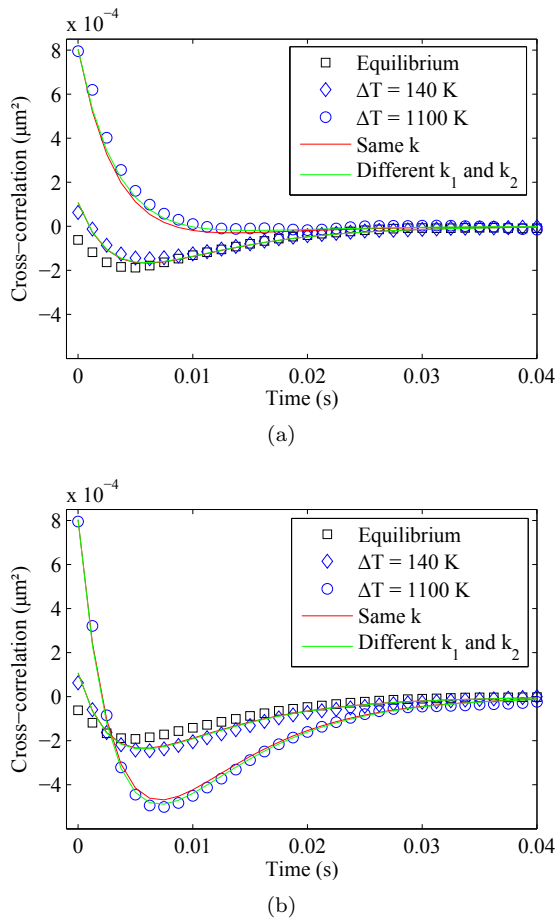 x 10⁻⁴
8
6
4
2
0
−2
−4
Cross−correlation (μm²)
Equilibrium
ΔT = 140 K
ΔT = 1100 K
Same k
Different k₁ and k₂
0 0.01 0.02 0.03 0.04
Time (s)
(a)
x 10⁻⁴
8
6
4
2
0
−2
−4
Cross−correlation (μm²)
Equilibrium
ΔT = 140 K
ΔT = 1100 K
Same k
Different k₁ and k₂
0 0.01 0.02 0.03 0.04
Time (s)
(b)